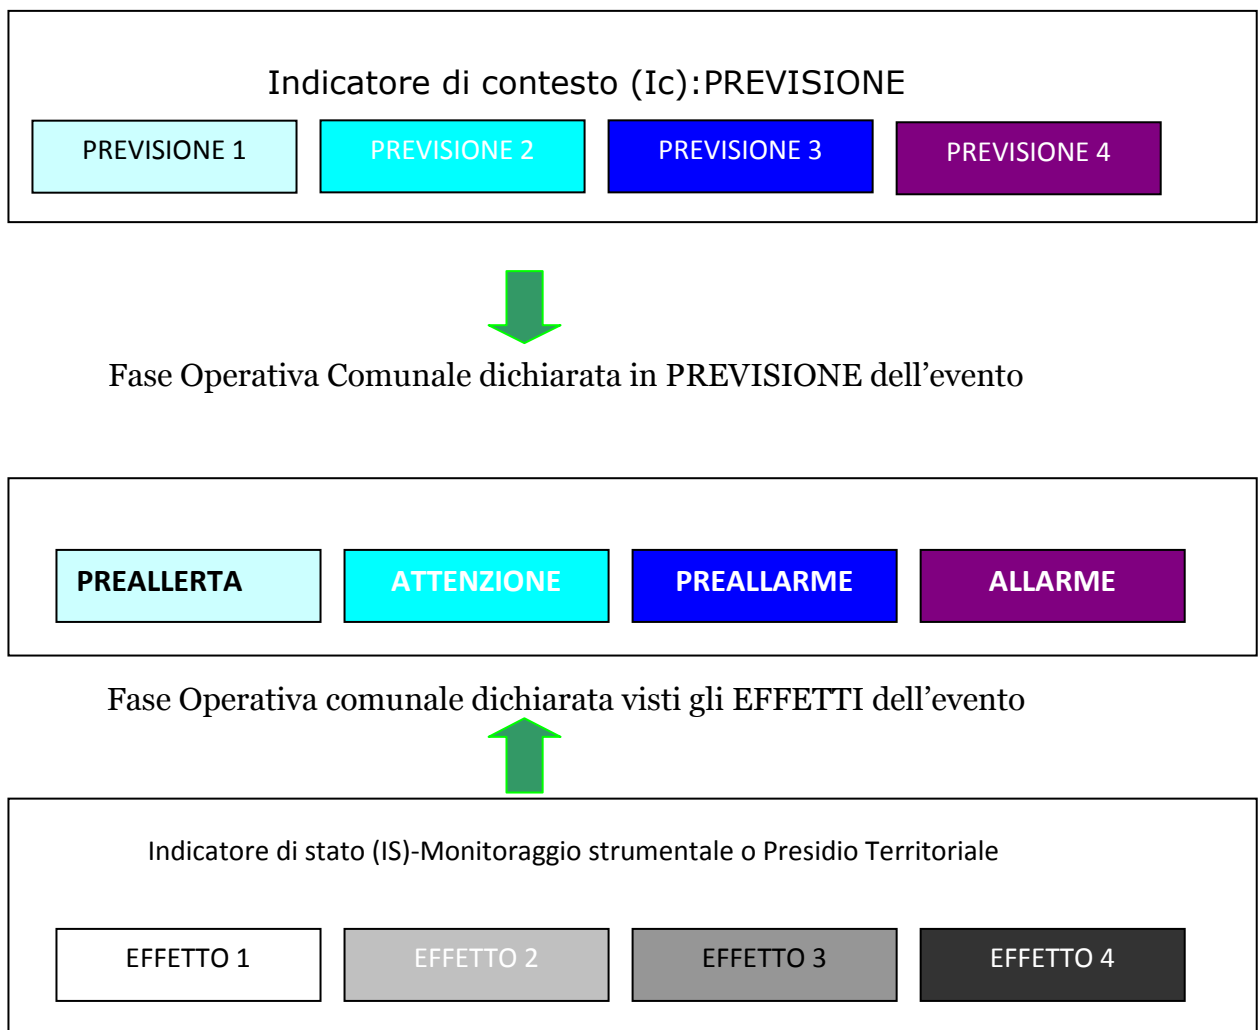 Indicatore di contesto (Ic):PREVISIONE
PREVISIONE 1
PREVISIONE 2
PREVISIONE 3
PREVISIONE 4
Fase Operativa Comunale dichiarata in PREVISIONE dell’evento
PREALLERTA
ATTENZIONE
PREALLARME
ALLARME
Fase Operativa comunale dichiarata visti gli EFFETTI dell’evento
Indicatore di stato (IS)-Monitoraggio strumentale o Presidio Territoriale
EFFETTO 1
EFFETTO 2
EFFETTO 3
EFFETTO 4